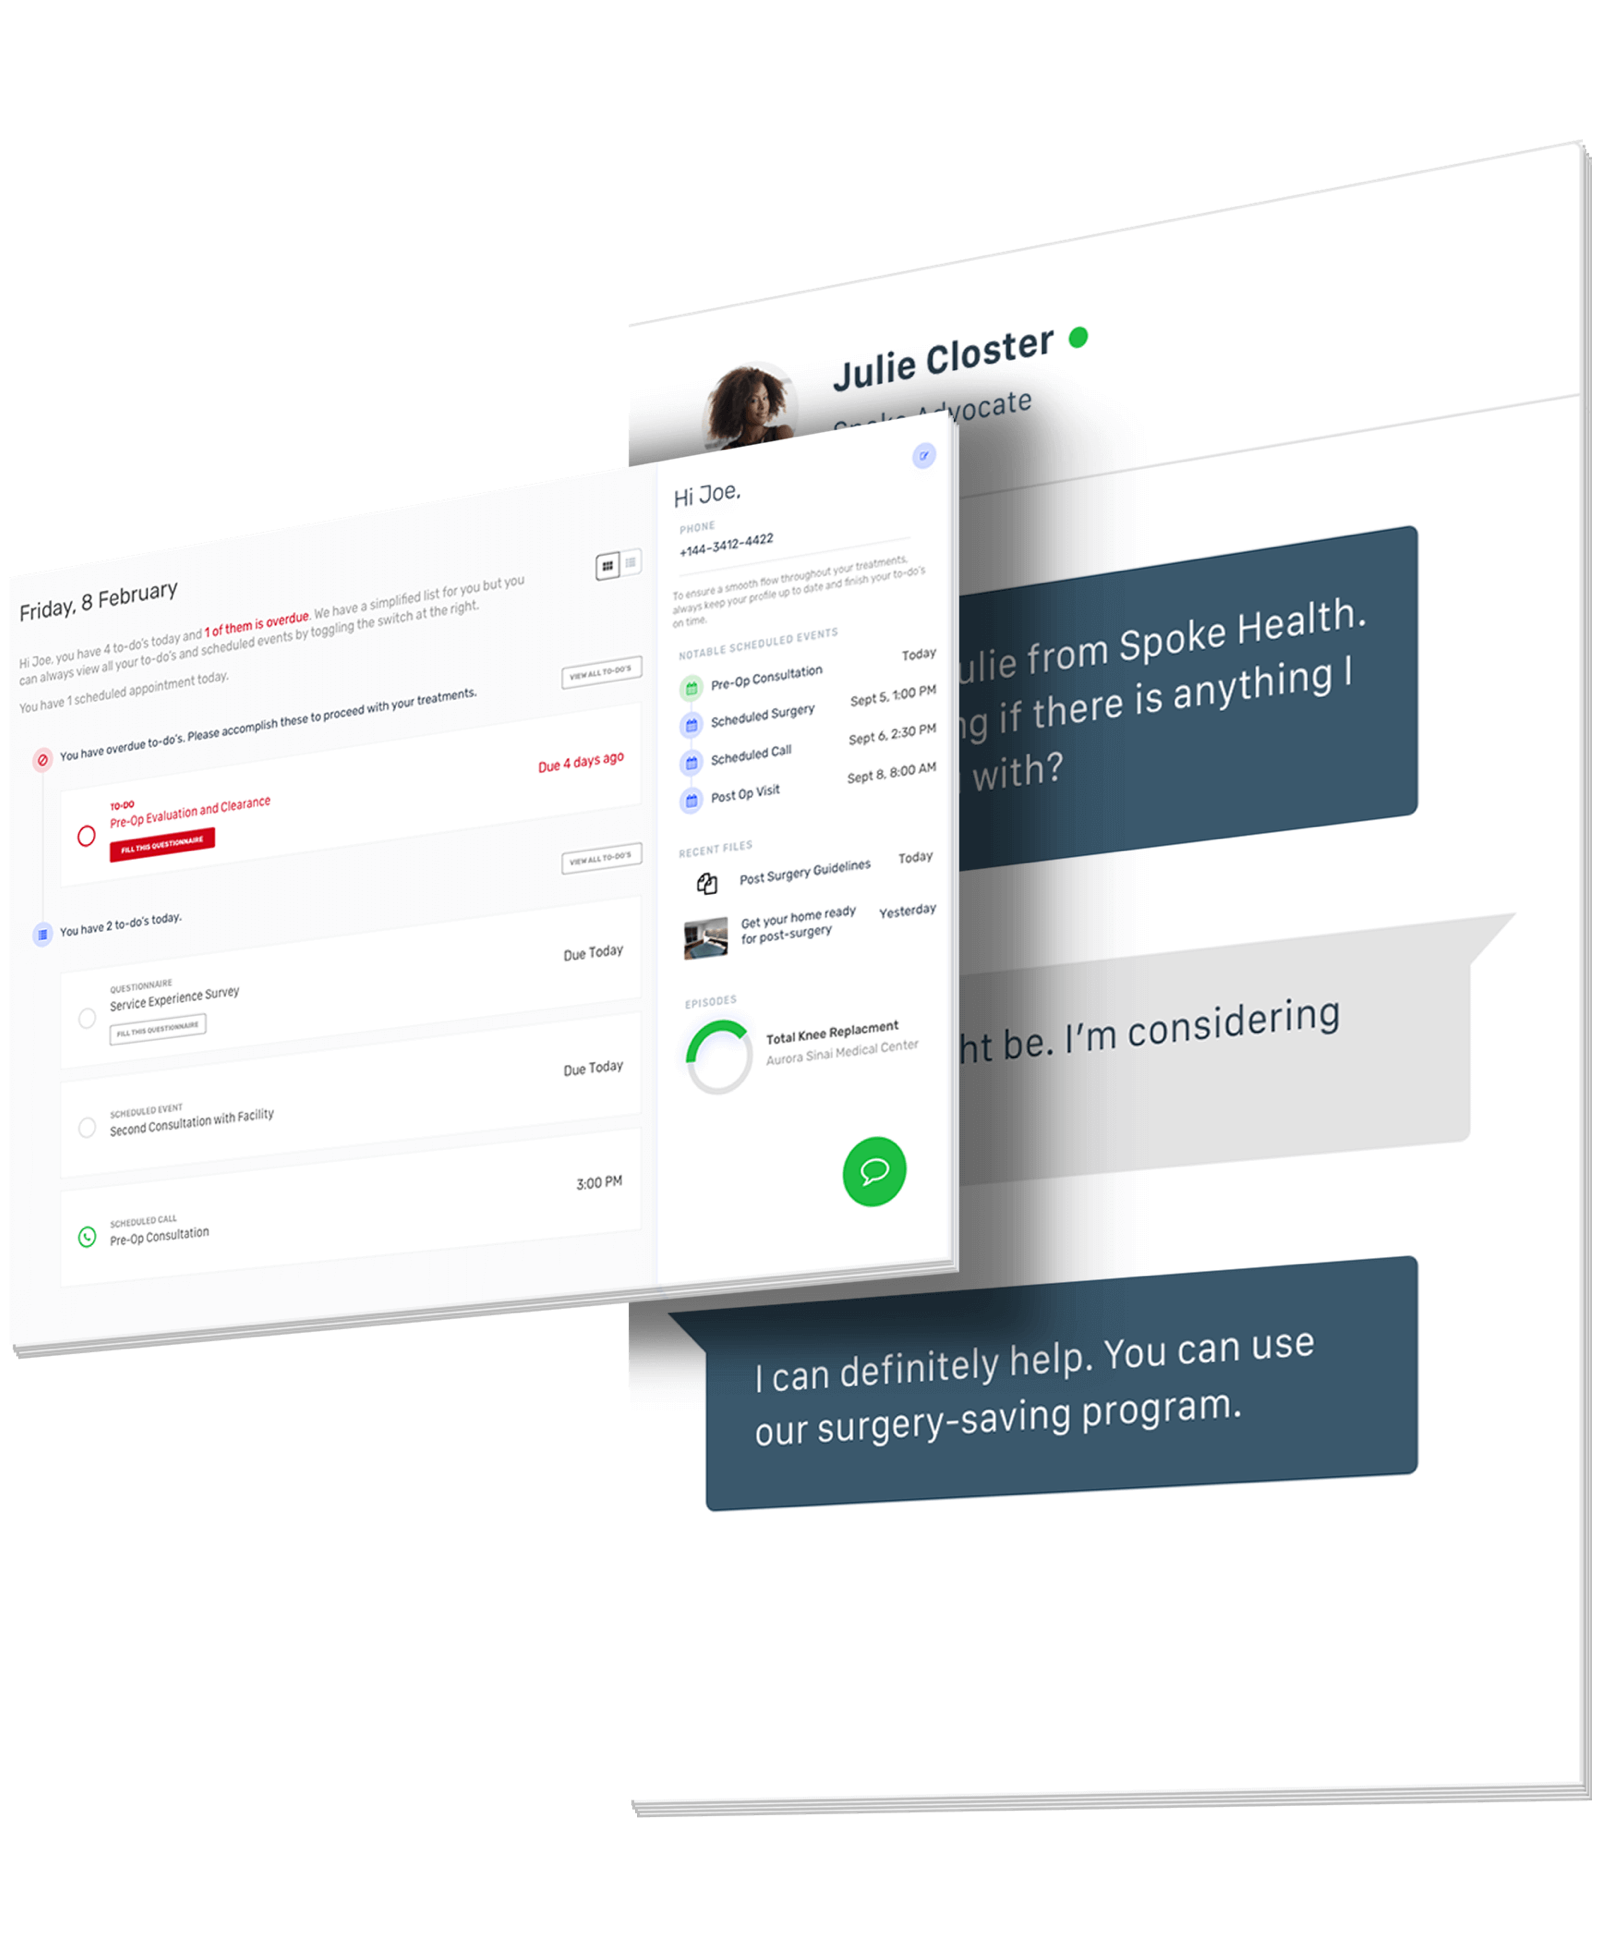 Julie Closter
Spoke Advocate
ulie from Spoke Health.
ng if there is anything I
with?
ht be. I’m considering
I can definitely help. You can use
our surgery-saving program.
Friday, 8 February
Hi Joe, you have 4 to-do's today and 1 of them is overdue. We have a simplified list for you but you
can always view all your to-do's and scheduled events by toggling the switch at the right.
You have 1 scheduled appointment today.
VIEW ALL TO-DO'S
You have overdue to-do's. Please accomplish these to proceed with your treatments.
TO-DO
Pre-Op Evaluation and Clearance
Due 4 days ago
FILL THIS QUESTIONNAIRE
VIEW ALL TO-DO'S
You have 2 to-do's today.
QUESTIONNAIRE
Service Experience Survey
Due Today
FILL THIS QUESTIONNAIRE
SCHEDULED EVENT
Second Consultation with Facility
Due Today
SCHEDULED CALL
Pre-Op Consultation
3:00 PM
Hi Joe,
PHONE
+144-3412-4422
To ensure a smooth flow throughout your treatments,
always keep your profile up to date and finish your to-do's
on time.
NOTABLE SCHEDULED EVENTS
Pre-Op Consultation Today
Scheduled Surgery Sept 5, 1:00 PM
Scheduled Call Sept 6, 2:30 PM
Post Op Visit Sept 8, 8:00 AM
RECENT FILES
Post Surgery Guidelines Today
Get your home ready Yesterday
for post-surgery
EPISODES
Total Knee Replacment
Aurora Sinai Medical Center